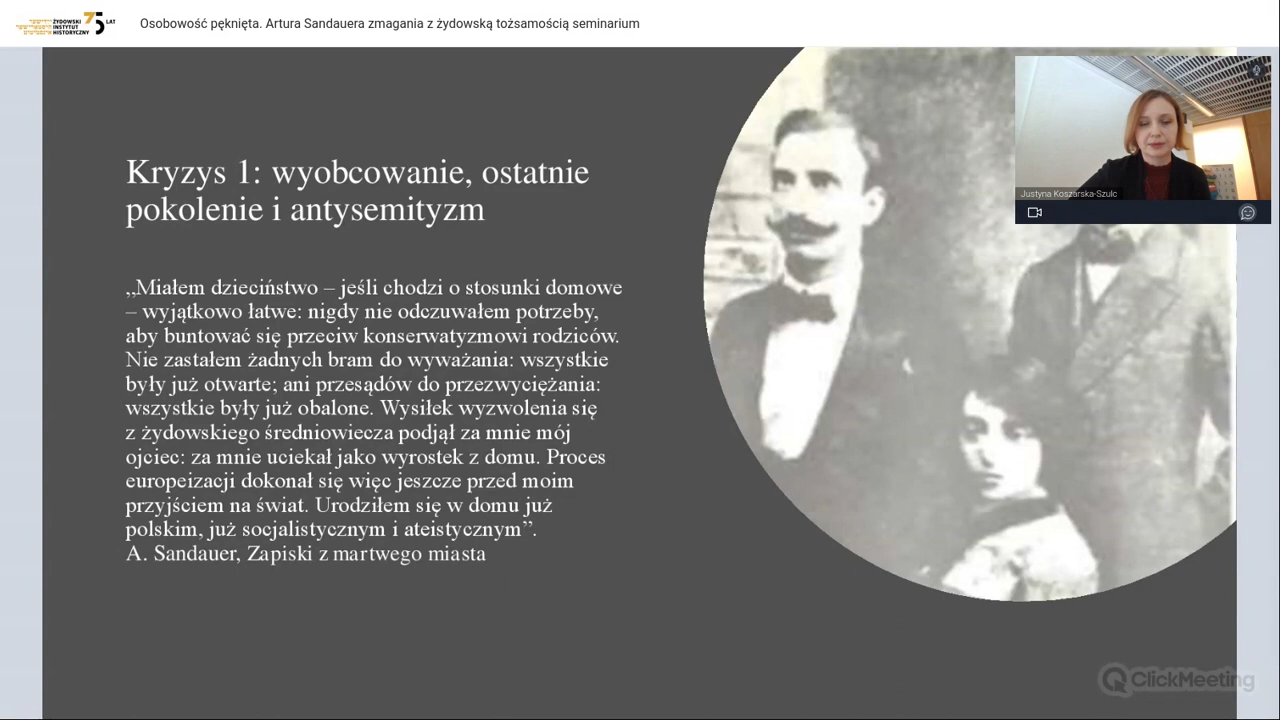 ŻYDOWSKI
INSTYTUT
HISTORYCZNY
75 LAT
Osobowość pęknięta. Artura Sandauera zmagania z żydowską tożsamością seminarium
Kryzys 1: wyobcowanie, ostatnie
pokolenie i antysemityzm
„Miałem dzieciństwo – jeśli chodzi o stosunki domowe
– wyjątkowo łatwe: nigdy nie odczuwałem potrzeby,
aby buntować się przeciw konserwatyzmowi rodziców.
Nie zastałem żadnych bram do wyważania: wszystkie
były już otwarte; ani przesądów do przezwyciężania:
wszystkie były już obalone. Wysiłek wyzwolenia się
z żydowskiego średniowiecza podjął za mnie mój
ojciec: za mnie uciekał jako wyrostek z domu. Proces
europeizacji dokonał się więc jeszcze przed moim
przyjściem na świat. Urodziłem się w domu już
polskim, już socjalistycznym i ateistycznym”.
A. Sandauer, Zapiski z martwego miasta
Justyna Koszarska-Szulc
ClickMeeting